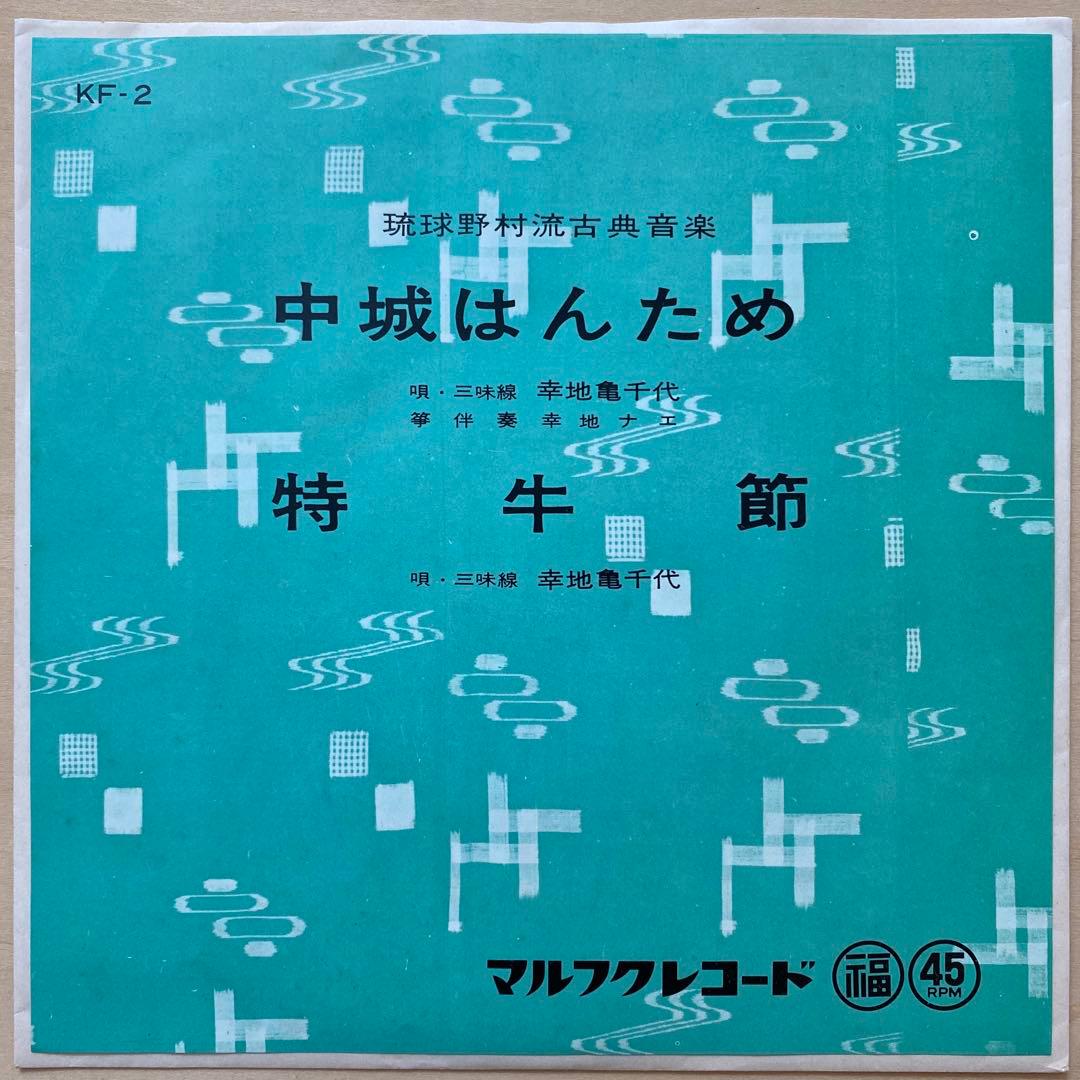 KF-2
琉球野村流古典音楽
中城はんため
唄・三味線 幸地亀千代
箏伴奏 幸地ナエ
特牛節
唄・三味線 幸地亀千代
マルフクレコード 福 45 RPM